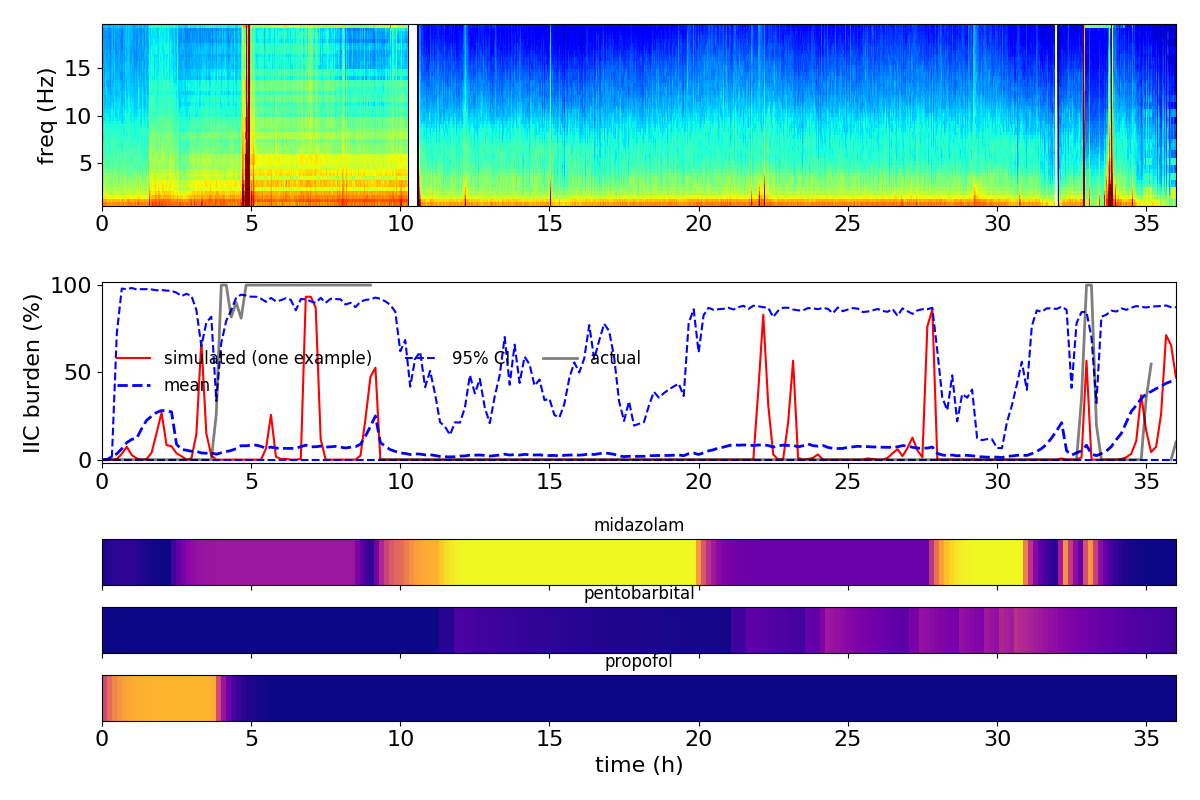 freq (Hz)
15
10
5
0 5 10 15 20 25 30 35
IIC burden (%)
100
50
0
simulated (one example)
mean
95% CI
actual
0 5 10 15 20 25 30 35
midazolam
pentobarbital
propofol
0 5 10 15 20 25 30 35
time (h)